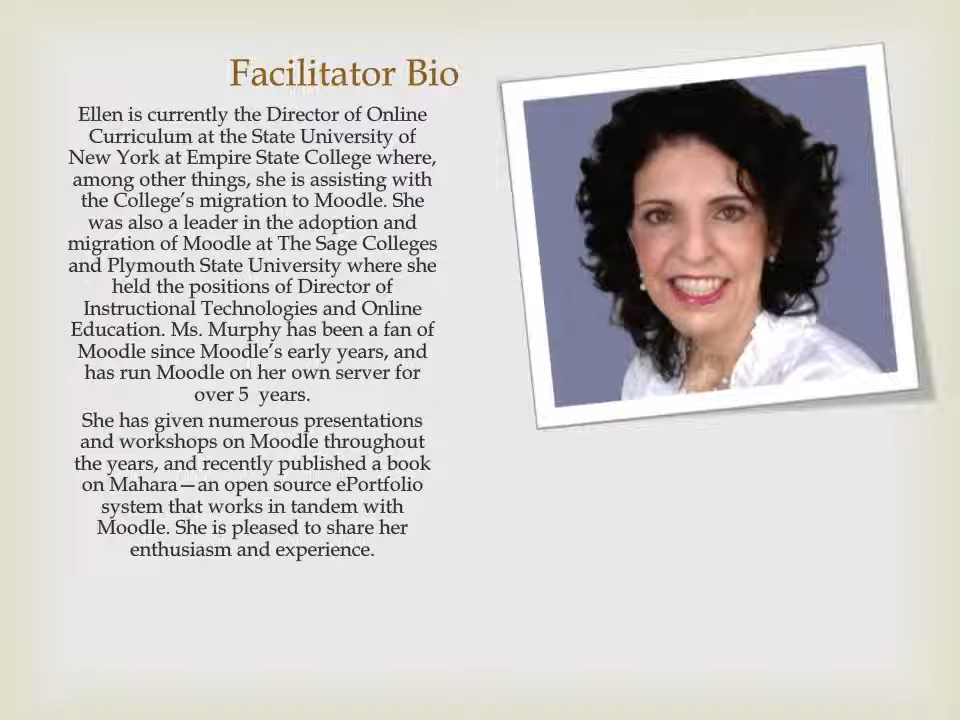 Facilitator Bio
Ellen is currently the Director of Online
Curriculum at the State University of
New York at Empire State College where,
among other things, she is assisting with
the College’s migration to Moodle. She
was also a leader in the adoption and
migration of Moodle at The Sage Colleges
and Plymouth State University where she
held the positions of Director of
Instructional Technologies and Online
Education. Ms. Murphy has been a fan of
Moodle since Moodle’s early years, and
has run Moodle on her own server for
over 5  years.
She has given numerous presentations
and workshops on Moodle throughout
the years, and recently published a book
on Mahara—an open source ePortfolio
system that works in tandem with
Moodle. She is pleased to share her
enthusiasm and experience.